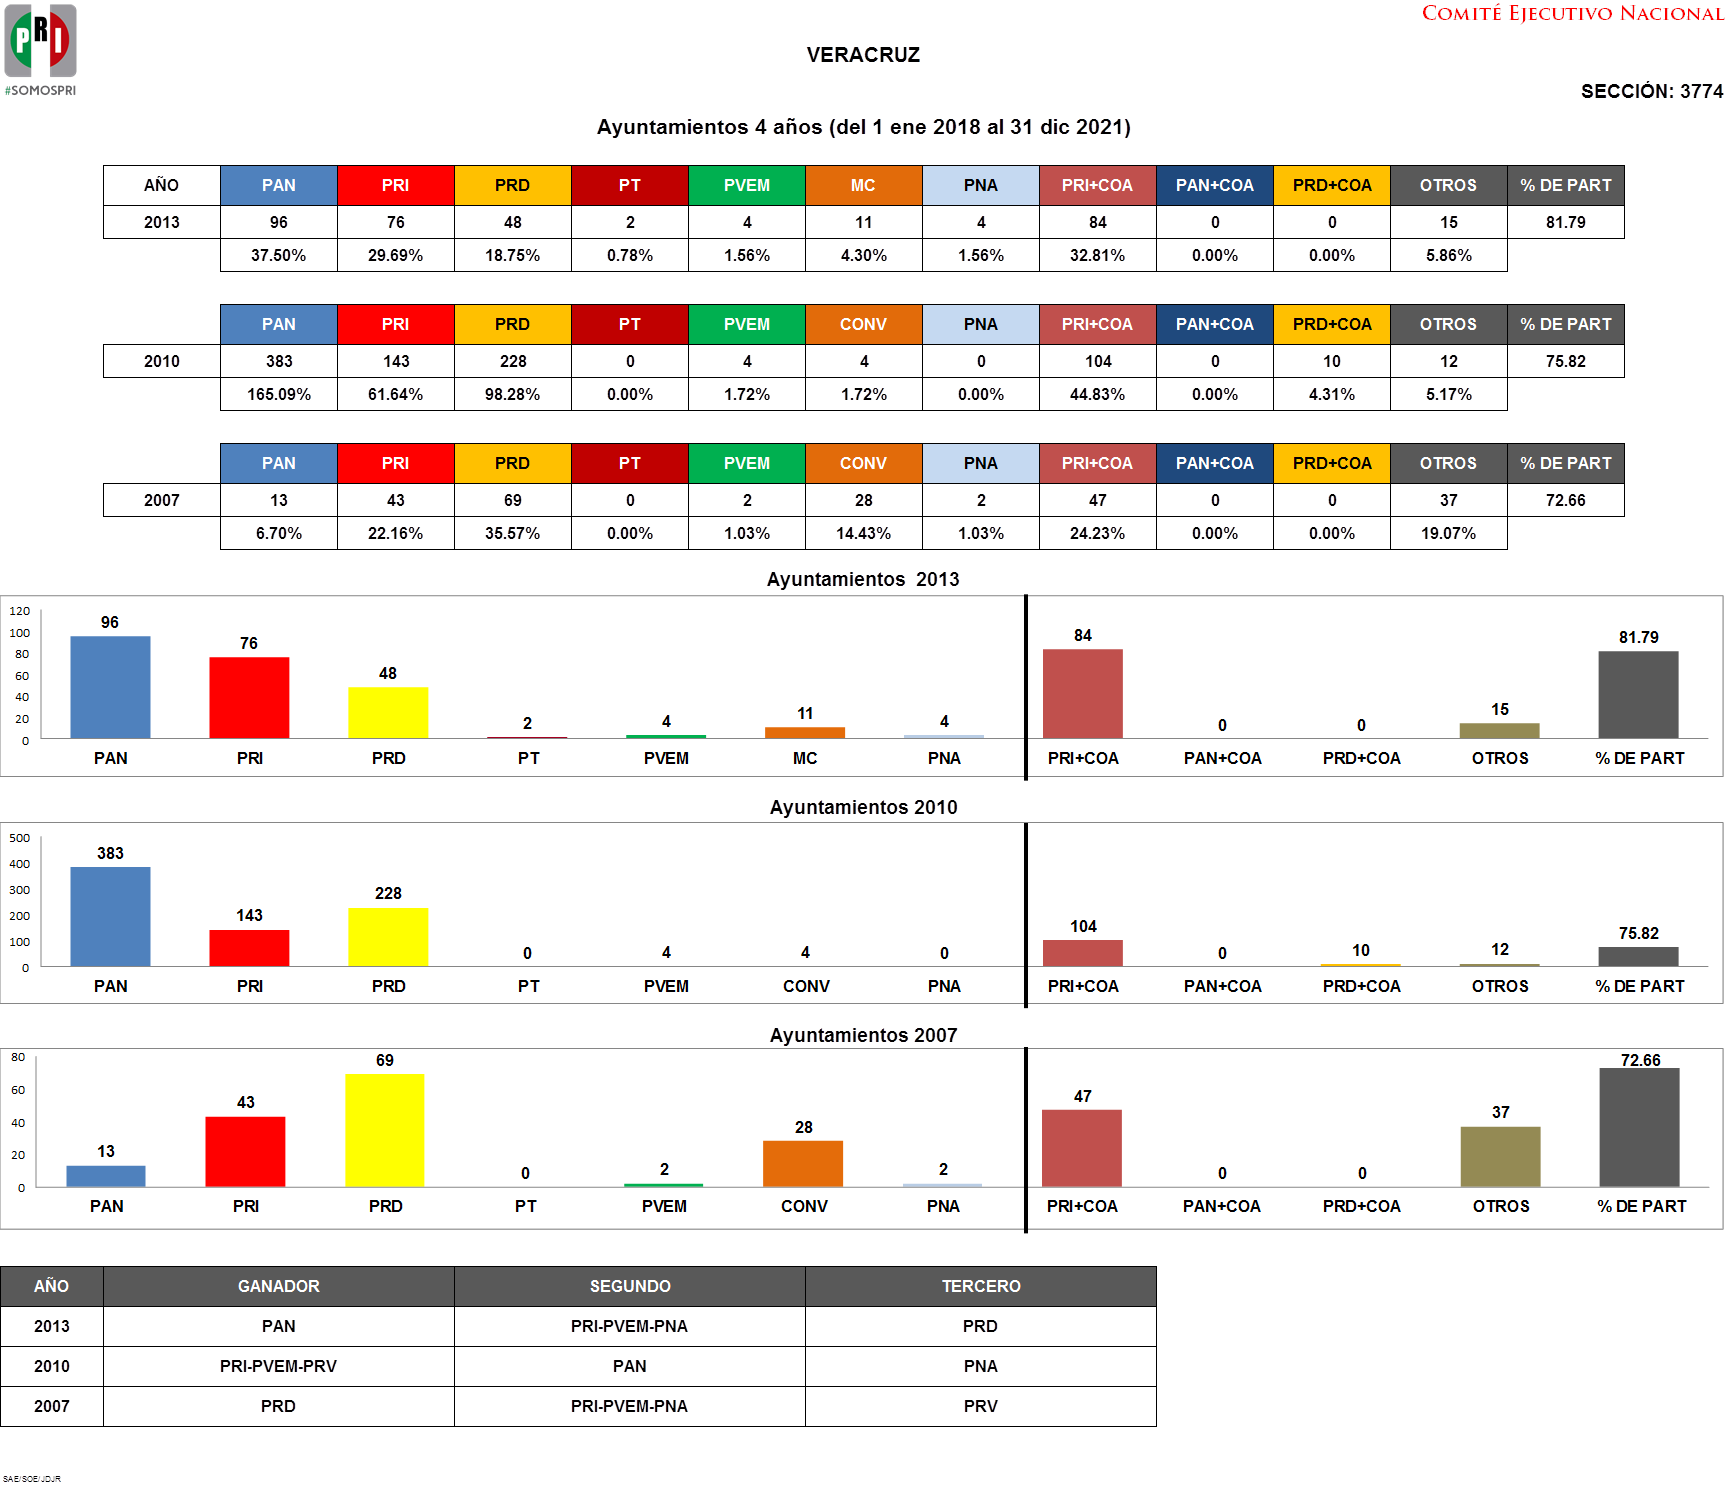 COMITÉ EJECUTIVO NACIONAL
PRI
#SOMOSPRI
VERACRUZ
SECCIÓN: 3774
Ayuntamientos 4 años (del 1 ene 2018 al 31 dic 2021)
AÑO PAN PRI PRD PT PVEM MC PNA PRI+COA PAN+COA PRD+COA OTROS % DE PART
2013 96 76 48 2 4 11 4 84 0 0 15 81.79
37.50% 29.69% 18.75% 0.78% 1.56% 4.30% 1.56% 32.81% 0.00% 0.00% 5.86%
PAN PRI PRD PT PVEM CONV PNA PRI+COA PAN+COA PRD+COA OTROS % DE PART
2010 383 143 228 0 4 4 0 104 0 10 12 75.82
165.09% 61.64% 98.28% 0.00% 1.72% 1.72% 0.00% 44.83% 0.00% 4.31% 5.17%
PAN PRI PRD PT PVEM CONV PNA PRI+COA PAN+COA PRD+COA OTROS % DE PART
2007 13 43 69 0 2 28 2 47 0 0 37 72.66
6.70% 22.16% 35.57% 0.00% 1.03% 14.43% 1.03% 24.23% 0.00% 0.00% 19.07%
Ayuntamientos 2013
120
100
80
60
40
20
0
96 76 48 2 4 11 4 84 0 0 15 81.79
PAN PRI PRD PT PVEM MC PNA PRI+COA PAN+COA PRD+COA OTROS % DE PART
Ayuntamientos 2010
500
400
300
200
100
0
383 143 228 0 4 4 0 104 0 10 12 75.82
PAN PRI PRD PT PVEM CONV PNA PRI+COA PAN+COA PRD+COA OTROS % DE PART
Ayuntamientos 2007
80
60
40
20
0
13 43 69 0 2 28 2 47 0 0 37 72.66
PAN PRI PRD PT PVEM CONV PNA PRI+COA PAN+COA PRD+COA OTROS % DE PART
AÑO GANADOR SEGUNDO TERCERO
2013 PAN PRI-PVEM-PNA PRD
2010 PRI-PVEM-PRV PAN PNA
2007 PRD PRI-PVEM-PNA PRV
SAE/SOE/JDJR